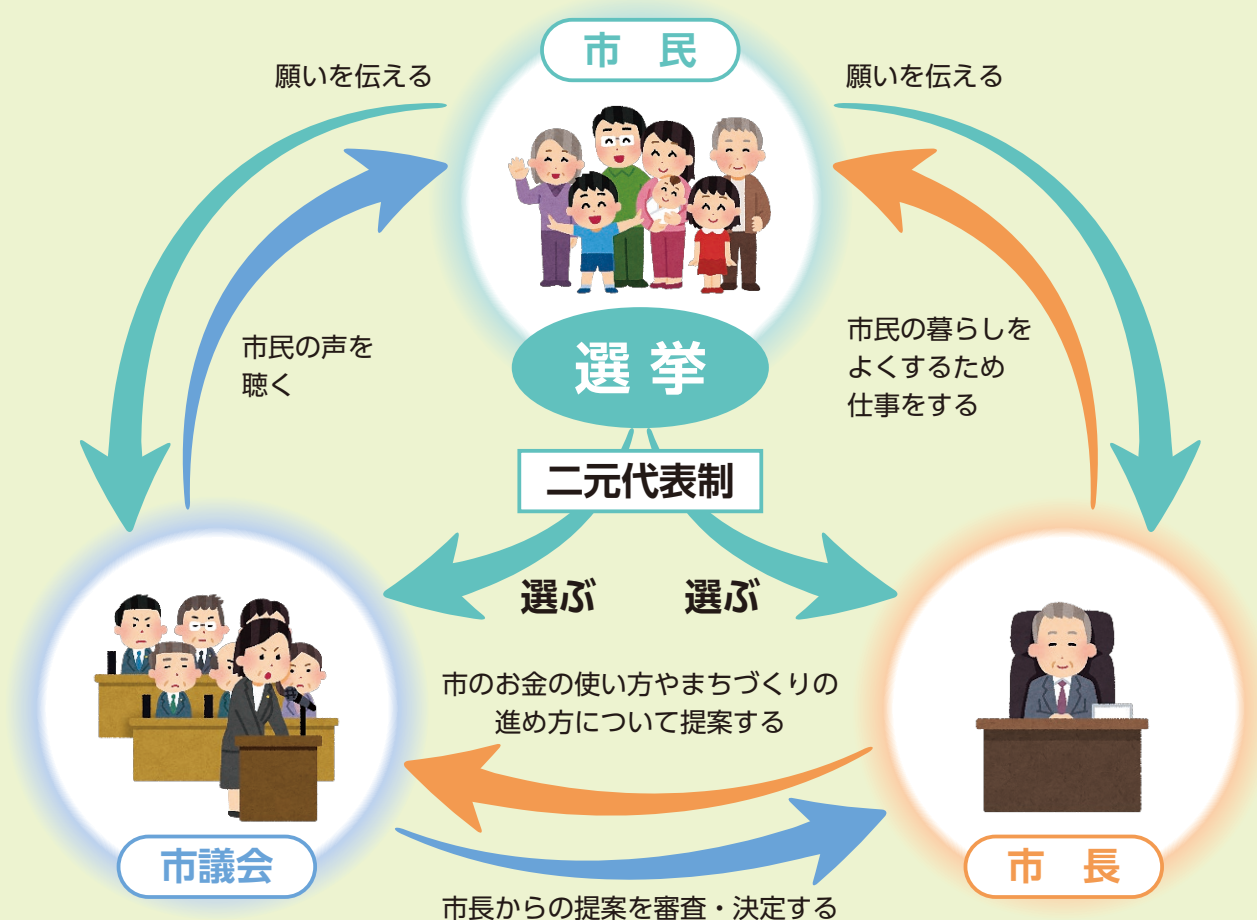 市　民
願いを伝える
願いを伝える
市民の声を
聴く
選 挙
市民の暮らしを
よくするため
仕事をする
二元代表制
選ぶ
選ぶ
市のお金の使い方やまちづくりの
進め方について提案する
市議会
市　長
市長からの提案を審査・決定する